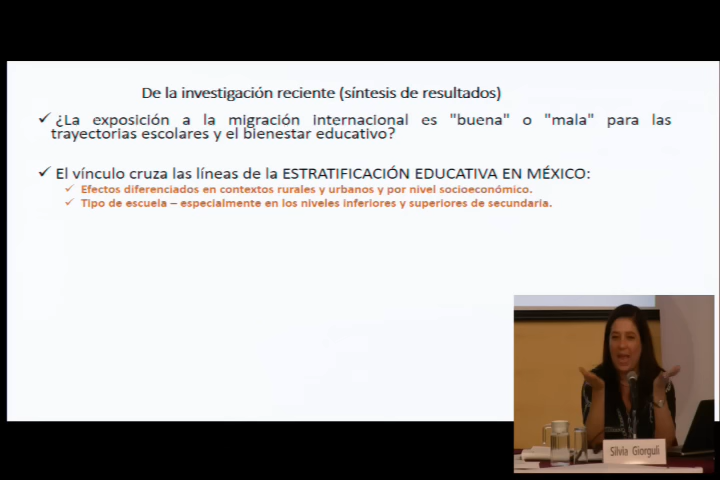 De la investigación reciente (síntesis de resultados)
✓ ¿La exposición a la migración internacional es "buena" o "mala" para las
trayectorias escolares y el bienestar educativo?
✓ El vínculo cruza las líneas de la ESTRATIFICACIÓN EDUCATIVA EN MÉXICO:
✓ Efectos diferenciados en contextos rurales y urbanos y por nivel socioeconómico.
✓ Tipo de escuela – especialmente en los niveles inferiores y superiores de secundaria.
Silvia Giorguli